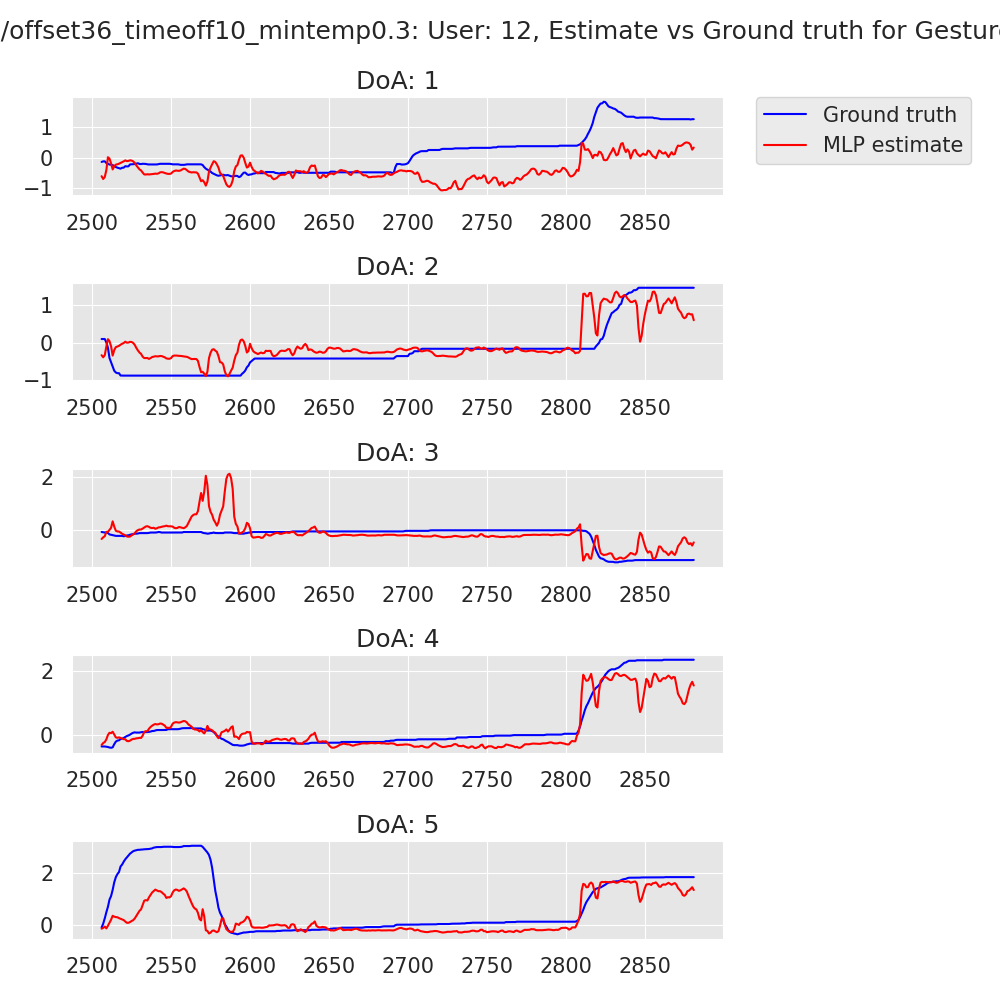 /offset36_timeoff10_mintemp0.3: User: 12, Estimate vs Ground truth for Gesture
DoA: 1
Ground truth
MLP estimate
1
0
−1
2500 2550 2600 2650 2700 2750 2800 2850
DoA: 2
1
0
−1
2500 2550 2600 2650 2700 2750 2800 2850
DoA: 3
2
0
2500 2550 2600 2650 2700 2750 2800 2850
DoA: 4
2
0
2500 2550 2600 2650 2700 2750 2800 2850
DoA: 5
2
0
2500 2550 2600 2650 2700 2750 2800 2850